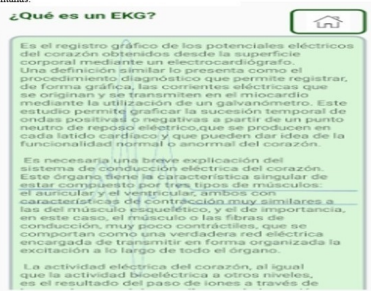 ¿Qué es un EKG?
Es el registro gráfico de los potenciales eléctricos
del corazón obtenidos desde la superficie
corporal mediante un electrocardiógrafo.
Una definición similar lo presenta como el
procedimiento diagnóstico que permite registrar,
de forma gráfica, las corrientes eléctricas que
se originan y se transmiten en el miocardio
mediante la utilización de un galvanómetro. Este
estudio permite graficar la sucesión temporal de
ondas positivas o negativas a partir de un punto
neutro de reposo eléctrico,que se producen en
cada latido cardiaco y que pueden dar idea de la
funcionalidad normal o anormal del corazón.
Es necesaria una breve explicación del
sistema de conducción eléctrica del corazón.
Este órgano tiene la característica singular de
estar compuesto por tres tipos de músculos:
el auricular y el ventricular, ambos con
características de contracción muy similares a
las del músculo esquelético, y el de importancia,
en este caso, el músculo o las fibras de
conducción, muy poco contráctiles, que se
comportan como una verdadera red eléctrica
encargada de transmitir en forma organizada la
excitación a lo largo de todo el órgano.
La actividad eléctrica del corazón, al igual
que la actividad bioeléctrica a otros niveles,
es el resultado del paso de iones a través de